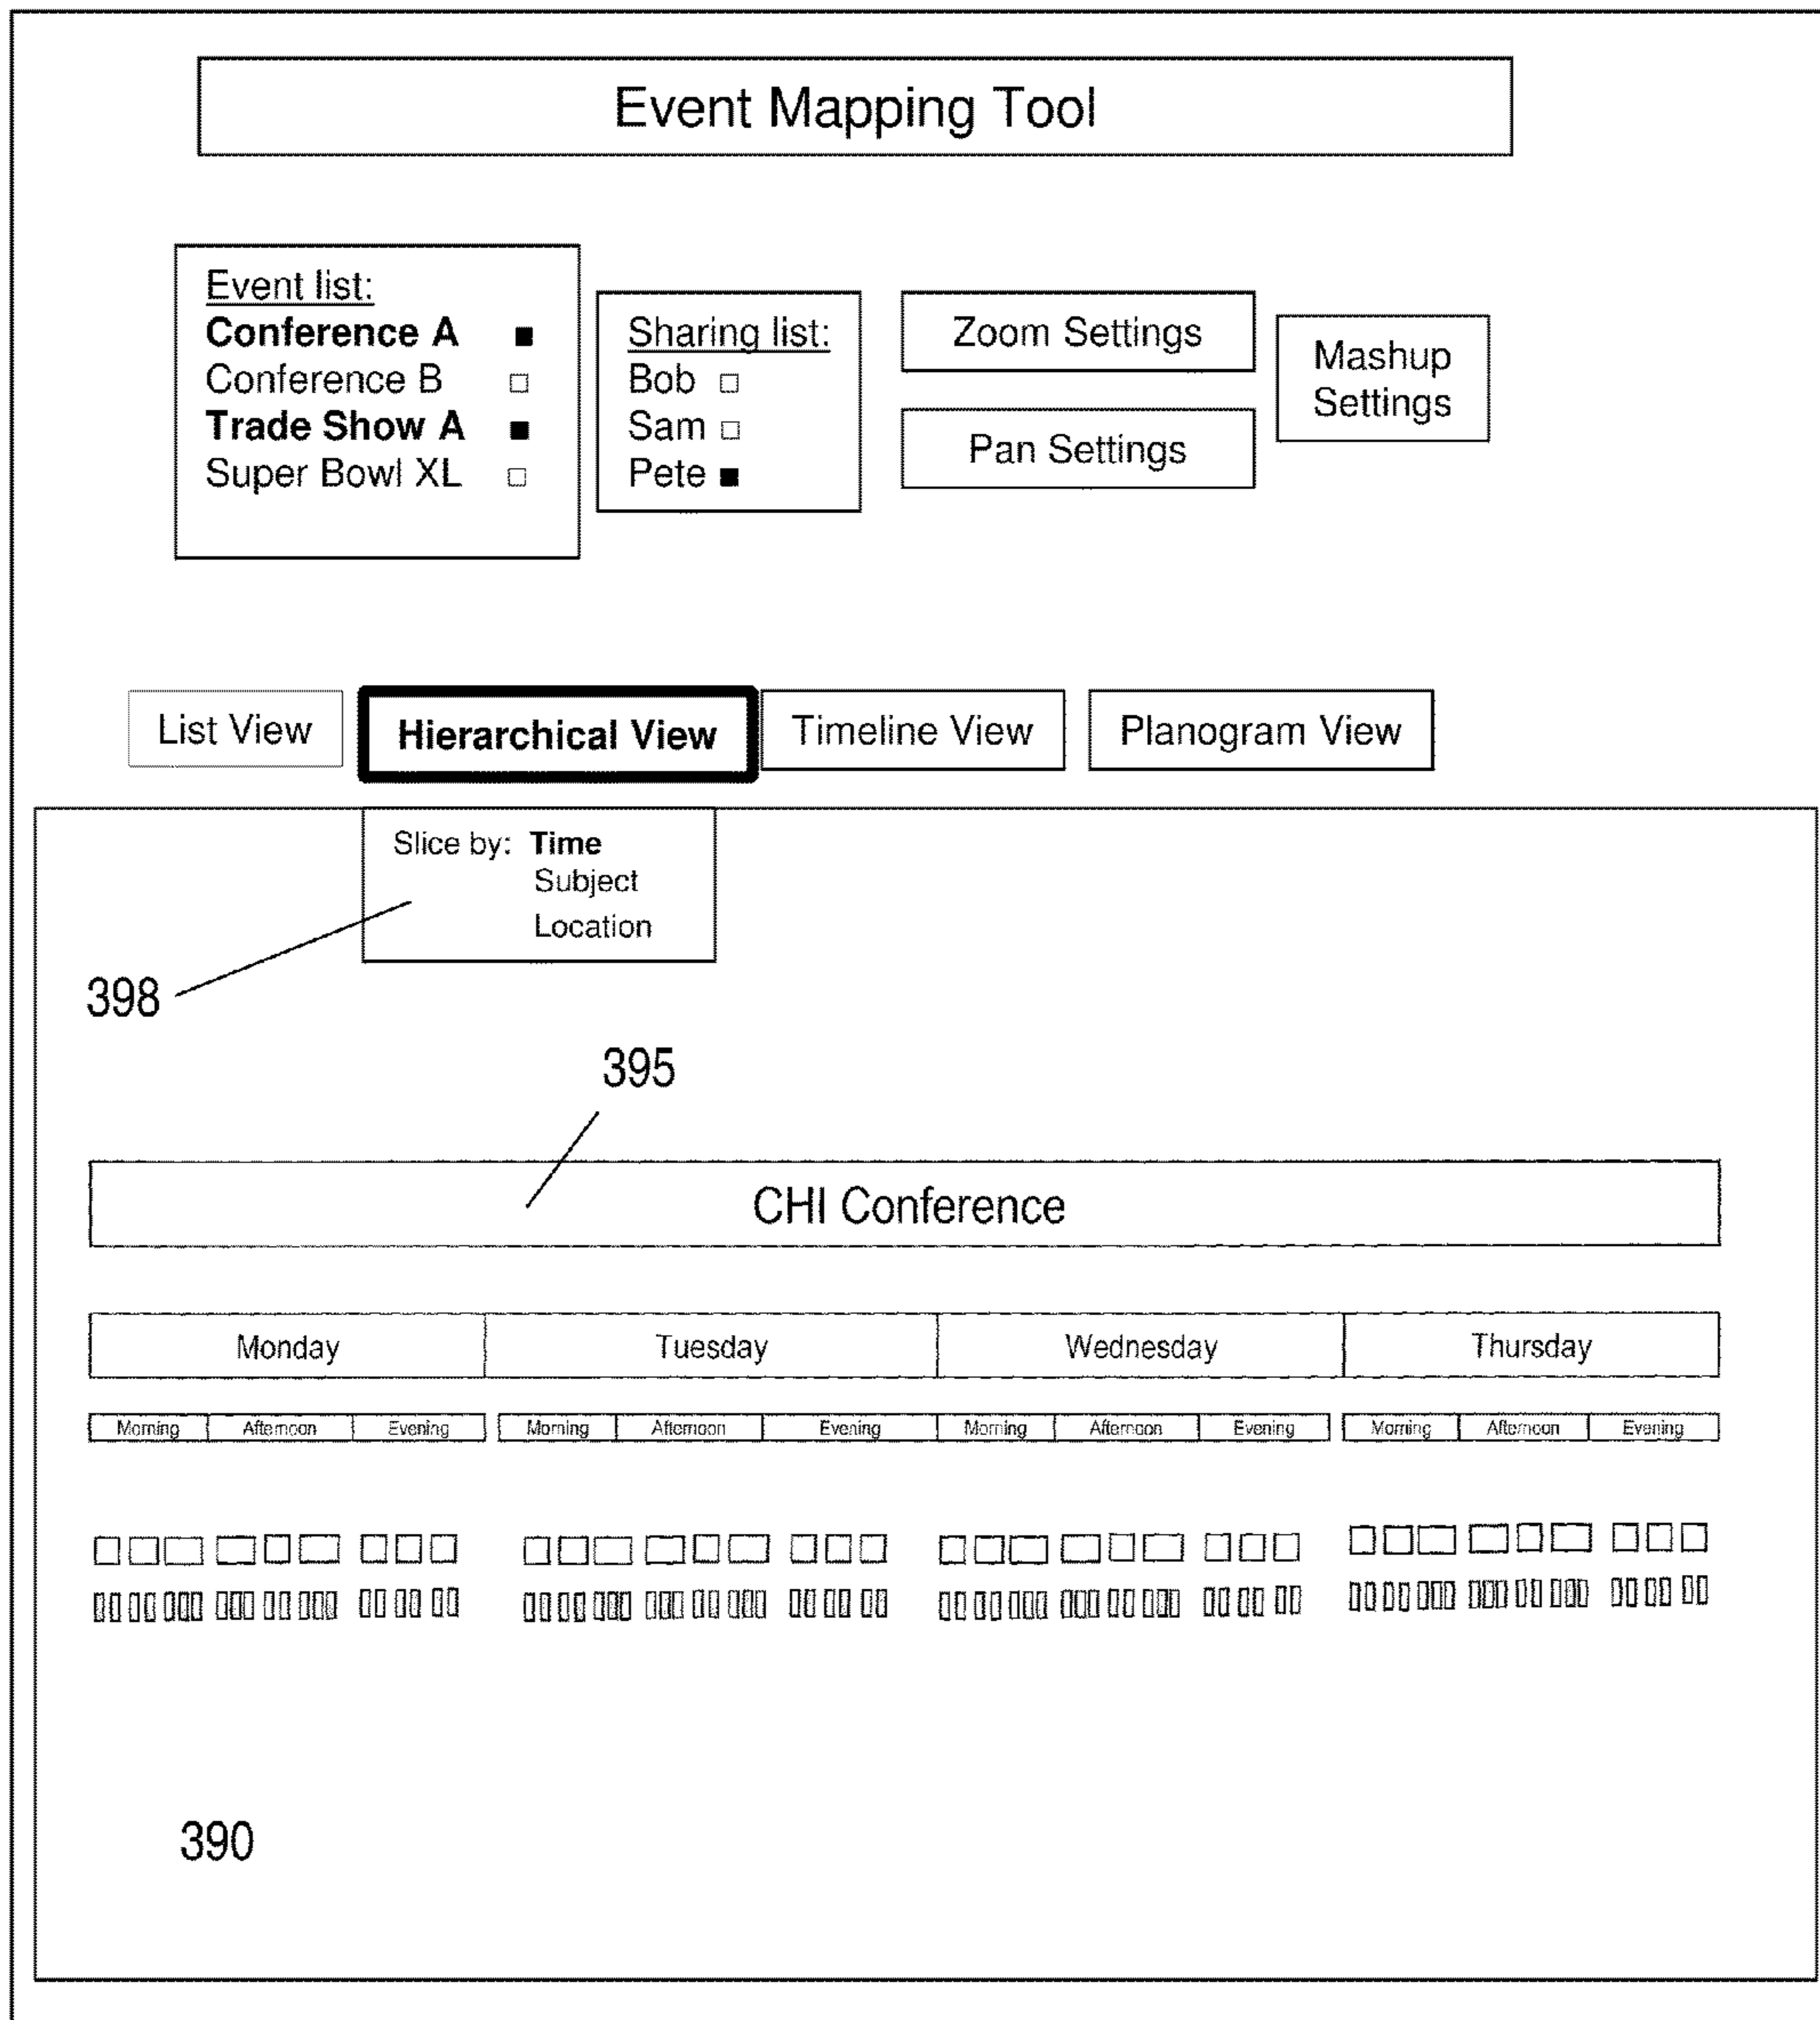 Event Mapping Tool
Event list:
Conference A
Conference B
Trade Show A
Super Bowl XL
Sharing list:
Bob
Sam
Pete
Zoom Settings
Pan Settings
Mashup
Settings
List View
Hierarchical View
Timeline View
Planogram View
Slice by: Time
Subject
Location
398
395
CHI Conference
Monday Tuesday Wednesday Thursday
Morning Afternoon Evening Morning Afternoon Evening Morning Afternoon Evening Morning Afternoon Evening
390